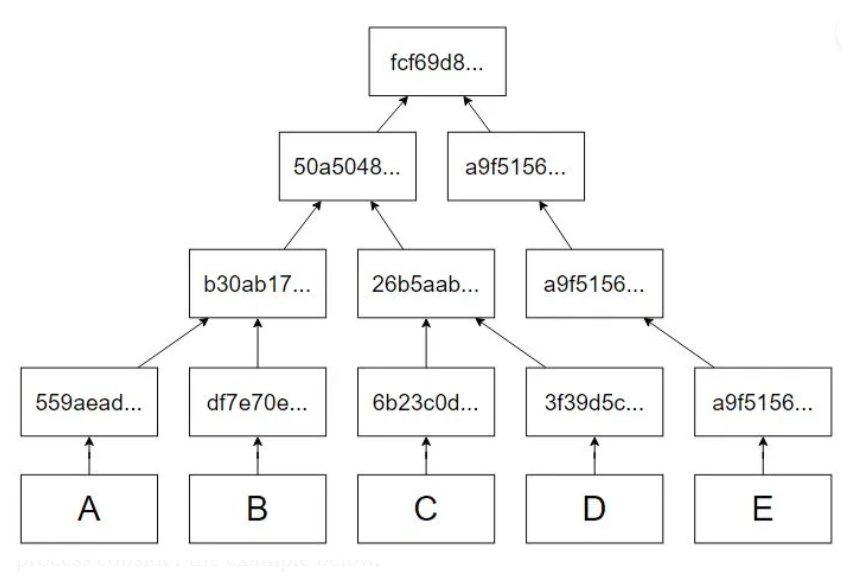 fcf69d8...
50a5048... a9f5156...
b30ab17... 26b5aab... a9f5156...
559aead... df7e70e... 6b23c0d... 3f39d5c... a9f5156...
A B C D E
process consider the example below.